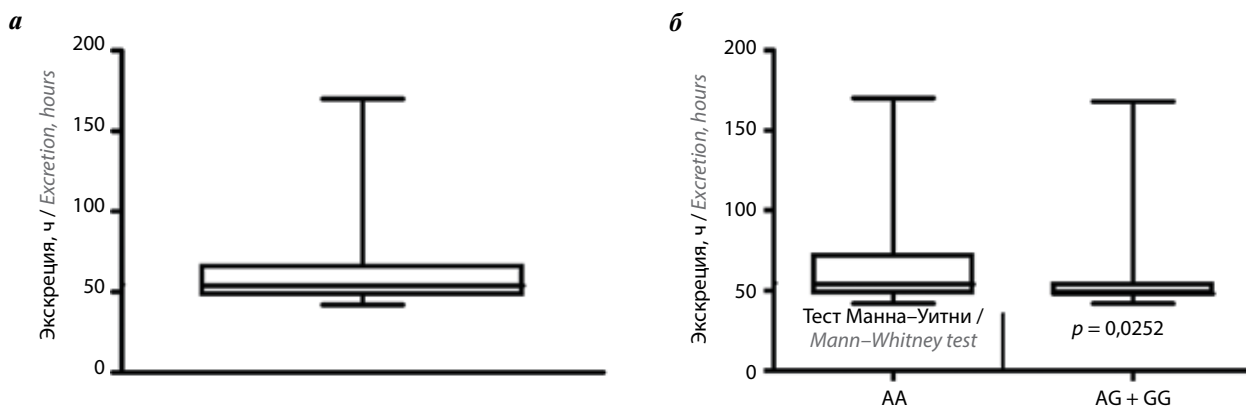 а
Экскреция, ч / Excretion, hours
200
150
100
50
0
б
Экскреция, ч / Excretion, hours
200
150
100
50
0
Тест Манна–Уитни /
Mann–Whitney test
p = 0,0252
AA
AG + GG